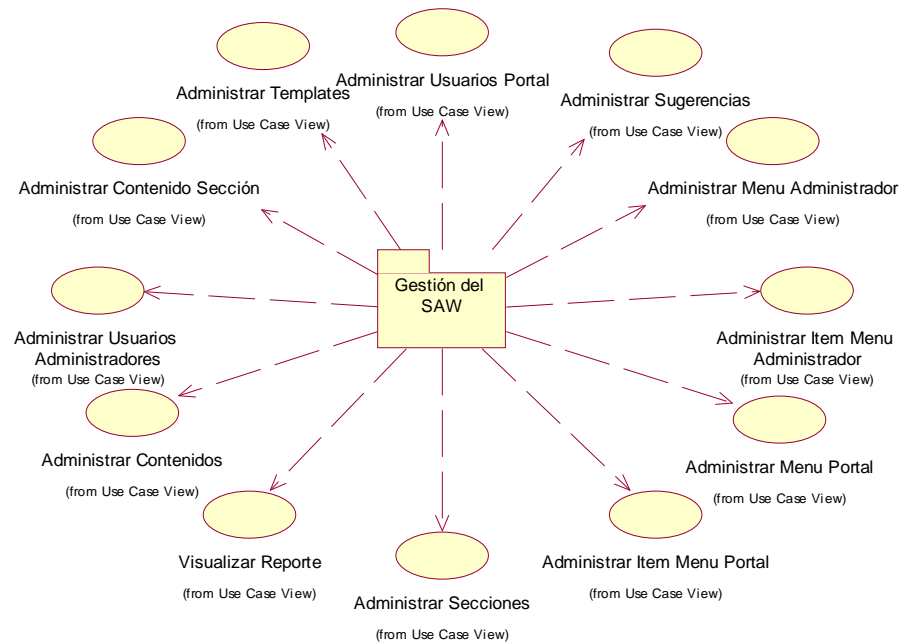 Administrar Templates
(from Use Case View)
Administrar Usuarios Portal
(from Use Case View)
Administrar Sugerencias
(from Use Case View)
Administrar Contenido Sección
(from Use Case View)
Administrar Menu Administrador
(from Use Case View)
Gestión del
SAW
Administrar Usuarios
Administradores
(from Use Case View)
Administrar Item Menu
Administrador
(from Use Case View)
Administrar Contenidos
(from Use Case View)
Administrar Menu Portal
(from Use Case View)
Visualizar Reporte
(from Use Case View)
Administrar Secciones
(from Use Case View)
Administrar Item Menu Portal
(from Use Case View)